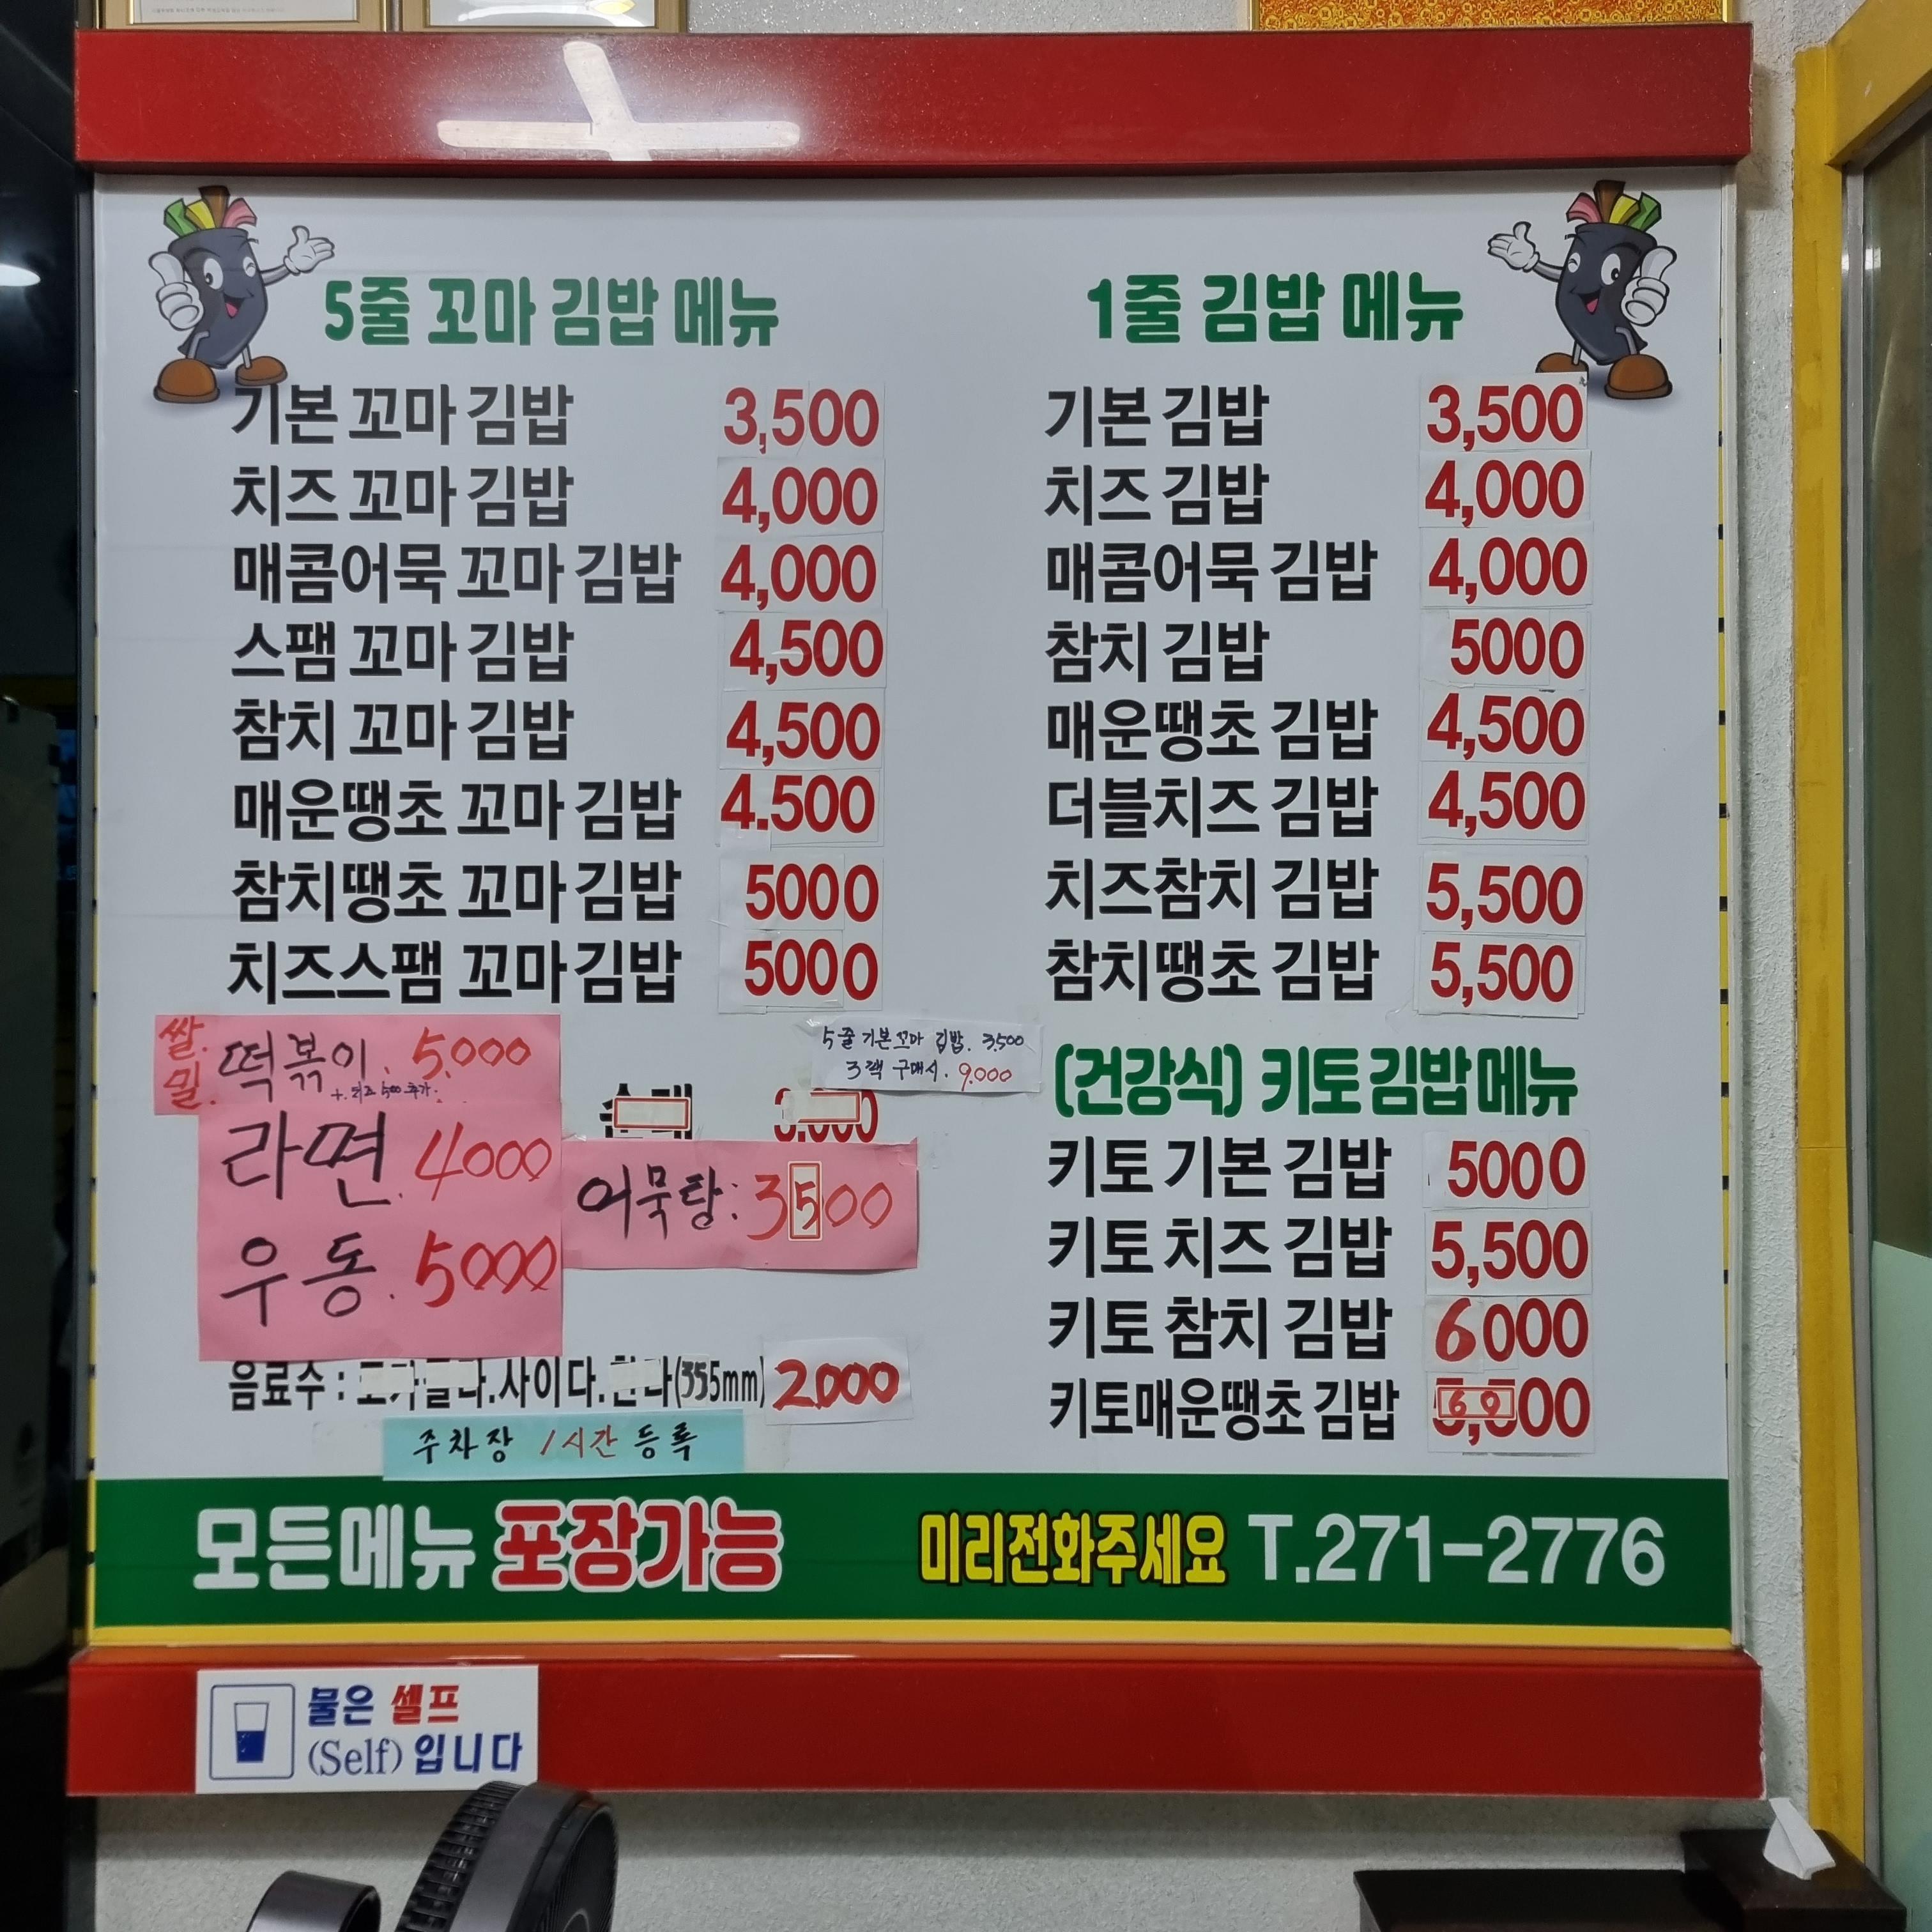 5줄 꼬마 김밥 메뉴
기본 꼬마 김밥 3,500
치즈 꼬마 김밥 4,000
매콤어묵 꼬마 김밥 4,000
스팸 꼬마 김밥 4,500
참치 꼬마 김밥 4,500
매운땡초 꼬마 김밥 4.500
참치땡초 꼬마 김밥 5000
치즈스팸 꼬마 김밥 5000
쌀.
밀.
떡볶이. 5,000
+. 치즈 500 추가.
라면. 4000
우동. 5000
5줄 기본꼬마 김밥. 3,500
3팩 구매시. 9,000
어묵탕: 3500
음료수 : .사이다. (355mm) 2,000
주차장 1시간 등록
1줄 김밥 메뉴
기본 김밥 3,500
치즈 김밥 4,000
매콤어묵 김밥 4,000
참치 김밥 5000
매운땡초 김밥 4,500
더블치즈 김밥 4,500
치즈참치 김밥 5,500
참치땡초 김밥 5,500
(건강식) 키토 김밥 메뉴
키토 기본 김밥 5000
키토 치즈 김밥 5,500
키토 참치 김밥 6000
키토매운땡초 김밥 6,000
모든메뉴 포장가능
미리전화주세요 T.271-2776
물은 셀프
(Self) 입니다